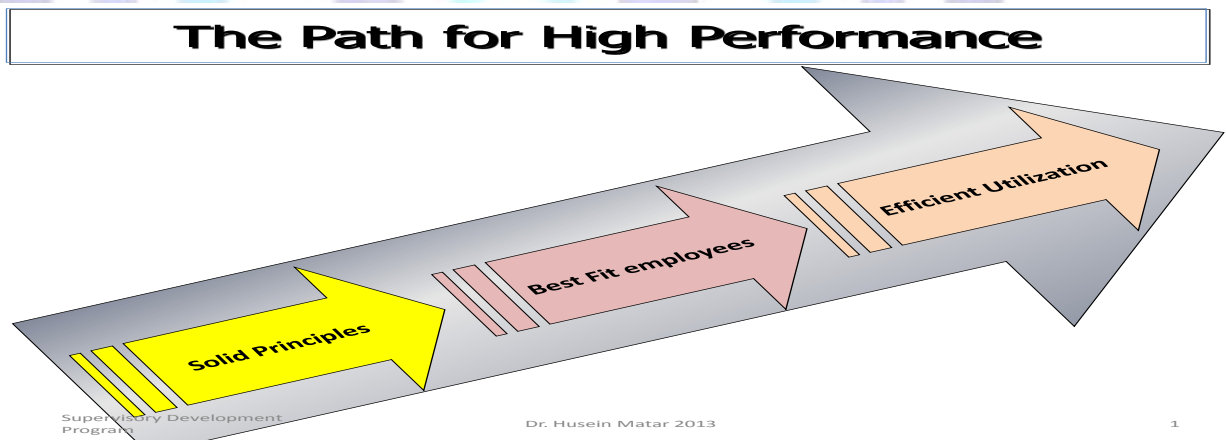 The Path for High Performance
Efficient Utilization
Best Fit employees
Solid Principles
Supervisory Development
Program
Dr. Husein Matar 2013
1